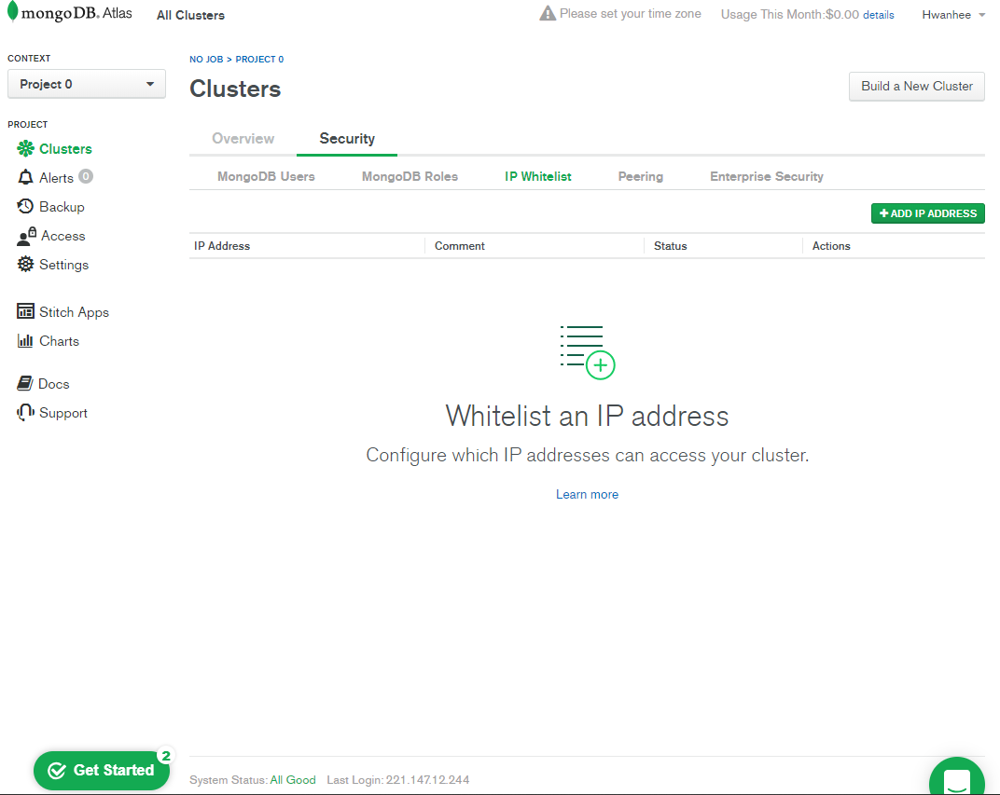 mongoDB. Atlas
All Clusters
Please set your time zone
Usage This Month:$0.00 details
Hwanhee
CONTEXT
Project 0
PROJECT
Clusters
Alerts 0
Backup
Access
Settings
Stitch Apps
Charts
Docs
Support
NO JOB > PROJECT 0
Clusters
Build a New Cluster
Overview
Security
MongoDB Users
MongoDB Roles
IP Whitelist
Peering
Enterprise Security
+ ADD IP ADDRESS
IP Address
Comment
Status
Actions
Whitelist an IP address
Configure which IP addresses can access your cluster.
Learn more
Get Started
2
System Status: All Good Last Login: 221.147.12.244